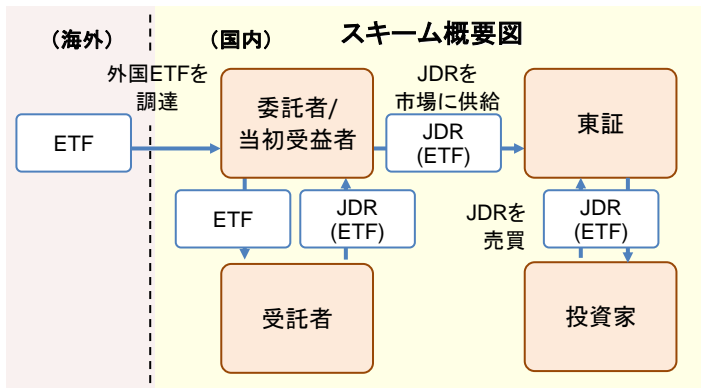 スキーム概要図
（海外）
（国内）
外国ETFを
調達
ETF
委託者/
当初受益者
JDRを
市場に供給
JDR
(ETF)
東証
ETF
JDR
(ETF)
JDRを
売買
JDR
(ETF)
受託者
投資家